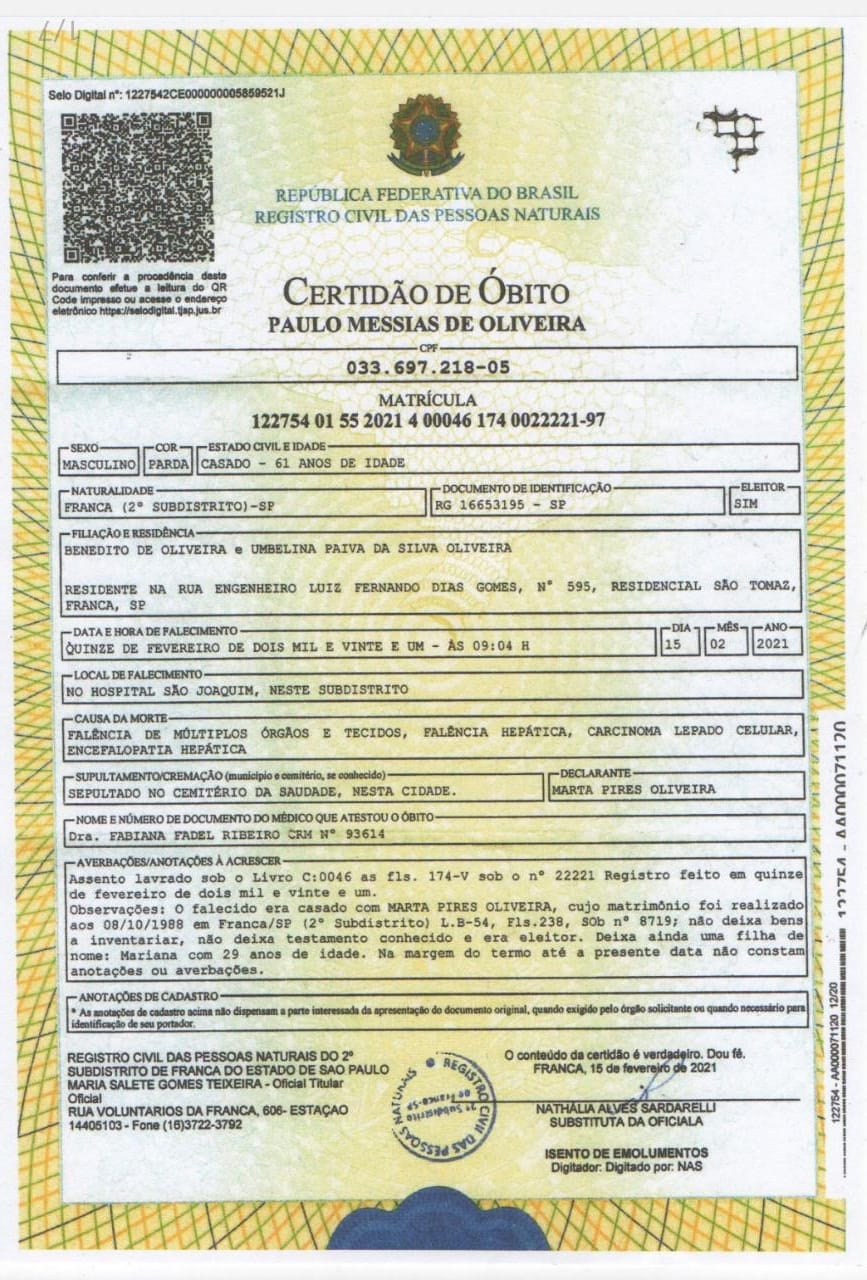 1/1
Selo Digital nº: 1227542CE000000005859521J
REPÚBLICA FEDERATIVA DO BRASIL
REGISTRO CIVIL DAS PESSOAS NATURAIS
Para conferir a procedência deste
documento efetue a leitura do QR
Code impresso ou acesse o endereço
eletrônico https://selodigital.tjsp.jus.br
CERTIDÃO DE ÓBITO
PAULO MESSIAS DE OLIVEIRA
CPF
033.697.218-05
MATRÍCULA
122754 01 55 2021 4 00046 174 0022221-97
SEXO COR ESTADO CIVIL E IDADE
MASCULINO PARDA CASADO - 61 ANOS DE IDADE
NATURALIDADE DOCUMENTO DE IDENTIFICAÇÃO ELEITOR
FRANCA (2º SUBDISTRITO)-SP RG 16653195 - SP SIM
FILIAÇÃO E RESIDÊNCIA
BENEDITO DE OLIVEIRA e UMBELINA PAIVA DA SILVA OLIVEIRA
RESIDENTE NA RUA ENGENHEIRO LUIZ FERNANDO DIAS GOMES, N° 595, RESIDENCIAL SÃO TOMAZ,
FRANCA, SP
DATA E HORA DE FALECIMENTO DIA MÊS ANO
QUINZE DE FEVEREIRO DE DOIS MIL E VINTE E UM - ÀS 09:04 H 15 02 2021
LOCAL DE FALECIMENTO
NO HOSPITAL SÃO JOAQUIM, NESTE SUBDISTRITO
CAUSA DA MORTE
FALÊNCIA DE MÚLTIPLOS ÓRGÃOS E TECIDOS, FALÊNCIA HEPÁTICA, CARCINOMA LEPADO CELULAR,
ENCEFALOPATIA HEPÁTICA
SUPULTAMENTO/CREMAÇÃO (município e cemitério, se conhecido) DECLARANTE
SEPULTADO NO CEMITÉRIO DA SAUDADE, NESTA CIDADE. MARTA PIRES OLIVEIRA
NOME E NÚMERO DE DOCUMENTO DO MÉDICO QUE ATESTOU O ÓBITO
Dra. FABIANA FADEL RIBEIRO CRM N° 93614
AVERBAÇÕES/ANOTAÇÕES À ACRESCER
Assento lavrado sob o Livro C:0046 as fls. 174-V sob o nº 22221 Registro feito em quinze
de fevereiro de dois mil e vinte e um.
Observações: O falecido era casado com MARTA PIRES OLIVEIRA, cujo matrimônio foi realizado
aos 08/10/1988 em Franca/SP (2° Subdistrito) L.B-54, Fls.238, SOb n° 8719; não deixa bens
a inventariar, não deixa testamento conhecido e era eleitor. Deixa ainda uma filha de
nome: Mariana com 29 anos de idade. Na margem do termo até a presente data não constam
anotações ou averbações.
ANOTAÇÕES DE CADASTRO
* As anotações de cadastro acima não dispensam a parte interessada da apresentação do documento original, quando exigido pelo órgão solicitante ou quando necessário para
identificação de seu portador.
REGISTRO CIVIL DAS PESSOAS NATURAIS DO 2º
SUBDISTRITO DE FRANCA DO ESTADO DE SAO PAULO
MARIA SALETE GOMES TEIXEIRA - Oficial Titular
Oficial
RUA VOLUNTARIOS DA FRANCA, 606- ESTAÇAO
14405103 - Fone (16)3722-3792
REGISTRO CIVIL DAS PESSOAS NATURAIS
2º Subdistrito
de Franca-SP
O conteúdo da certidão é verdadeiro. Dou fé.
FRANCA, 15 de fevereiro de 2021
NATHÁLIA ALVES SARDARELLI
SUBSTITUTA DA OFICIALA
ISENTO DE EMOLUMENTOS
Digitador: Digitado por: NAS
122754 - AA000071120
122754 - AA000071120 12/20